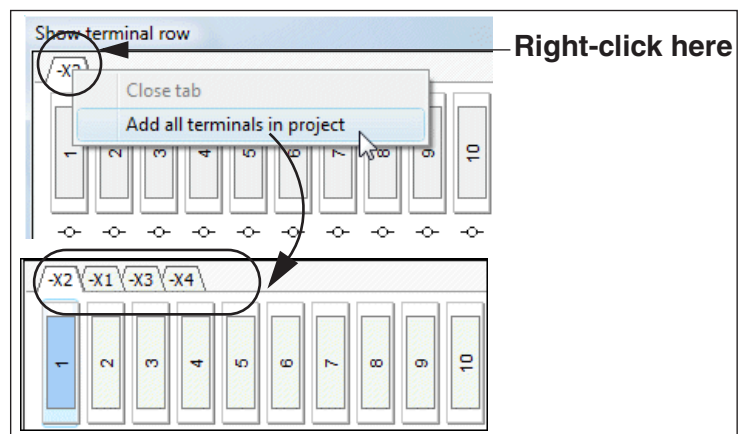 Show terminal row
Right-click here
-X2
Close tab
Add all terminals in project
1 2 3 4 5 6 7 8 9 10
-X2 -X1 -X3 -X4
1 2 3 4 5 6 7 8 9 10